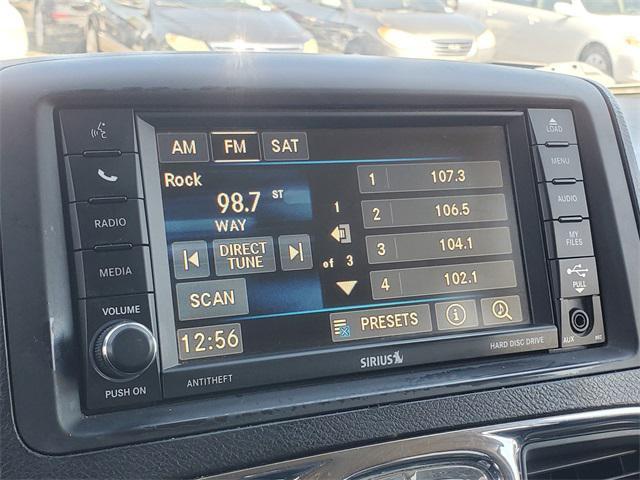 AM FM SAT
Rock
98.7 ST
WAY
DIRECT TUNE
SCAN
12:56
1 of 3
1 107.3
2 106.5
3 104.1
4 102.1
PRESETS
RADIO
MEDIA
VOLUME
PUSH ON
ANTITHEFT
SIRIUS
HARD DISC DRIVE
LOAD
MENU
AUDIO
MY FILES
PULL
AUX MIC